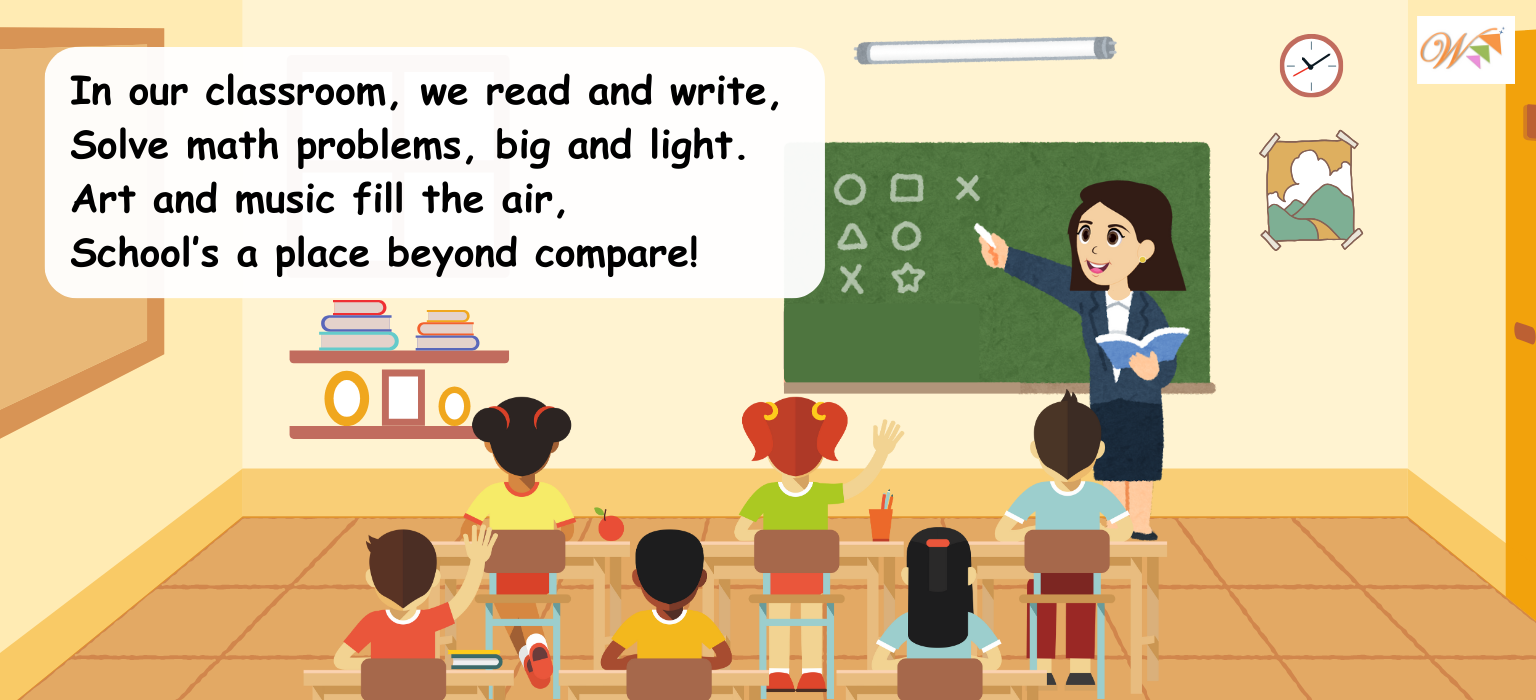 In our classroom, we read and write,
Solve math problems, big and light.
Art and music fill the air,
School's a place beyond compare!
W